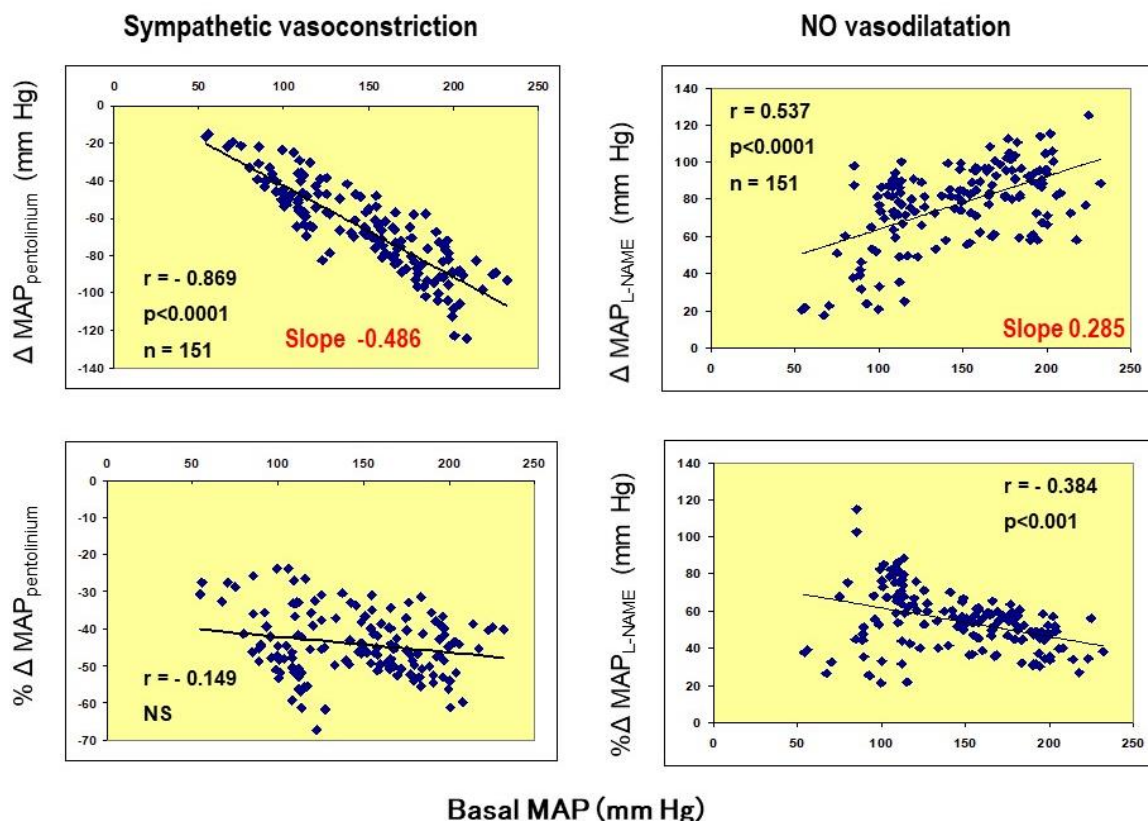 Sympathetic vasoconstriction
NO vasodilatation
0 50 100 150 200 250
0
-20
-40
-60
-80
-100
-120
-140
Δ MAPpentolinium (mm Hg)
r = - 0.869
p<0.0001
n = 151
Slope -0.486
140
120
100
80
60
40
20
0
0 50 100 150 200 250
Δ MAPL-NAME (mm Hg)
r = 0.537
p<0.0001
n = 151
Slope 0.285
0 50 100 150 200 250
0
-10
-20
-30
-40
-50
-60
-70
% Δ MAPpentolinium
r = - 0.149
NS
140
120
100
80
60
40
20
0
0 50 100 150 200 250
%Δ MAPL-NAME (mm Hg)
r = - 0.384
p<0.001
Basal MAP (mm Hg)